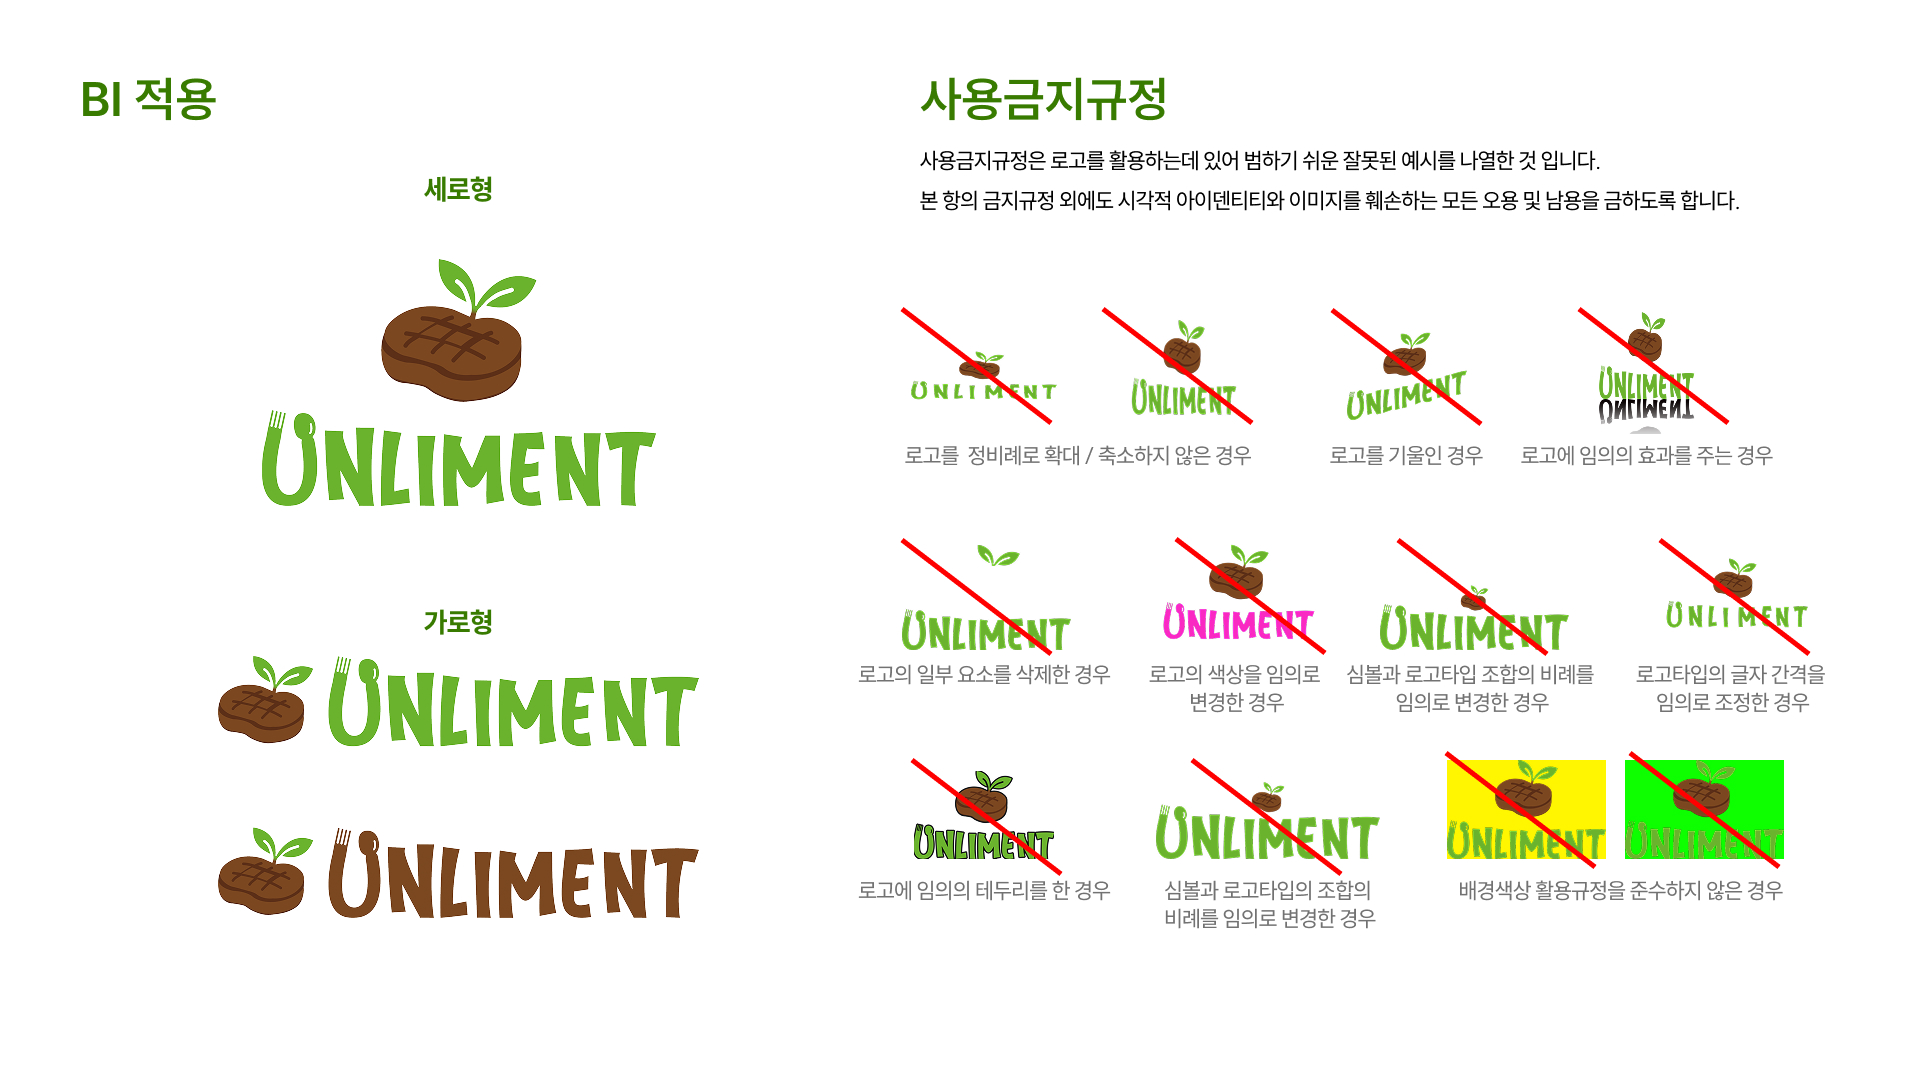 BI 적용
세로형
UNLIMENT
가로형
UNLIMENT
UNLIMENT
사용금지규정
사용금지규정은 로고를 활용하는데 있어 범하기 쉬운 잘못된 예시를 나열한 것 입니다.
본 항의 금지규정 외에도 시각적 아이덴티티와 이미지를 훼손하는 모든 오용 및 남용을 금하도록 합니다.
UNLIMENT
UNLIMENT
로고를 정비례로 확대 / 축소하지 않은 경우
UNLIMENT
로고를 기울인 경우
UNLIMENT
UNLIMENT
로고에 임의의 효과를 주는 경우
UNLIMENT
로고의 일부 요소를 삭제한 경우
UNLIMENT
로고의 색상을 임의로
변경한 경우
UNLIMENT
심볼과 로고타입 조합의 비례를
임의로 변경한 경우
UNLIMENT
로고타입의 글자 간격을
임의로 조정한 경우
UNLIMENT
로고에 임의의 테두리를 한 경우
UNLIMENT
심볼과 로고타입의 조합의
비례를 임의로 변경한 경우
UNLIMENT
UNLIMENT
배경색상 활용규정을 준수하지 않은 경우